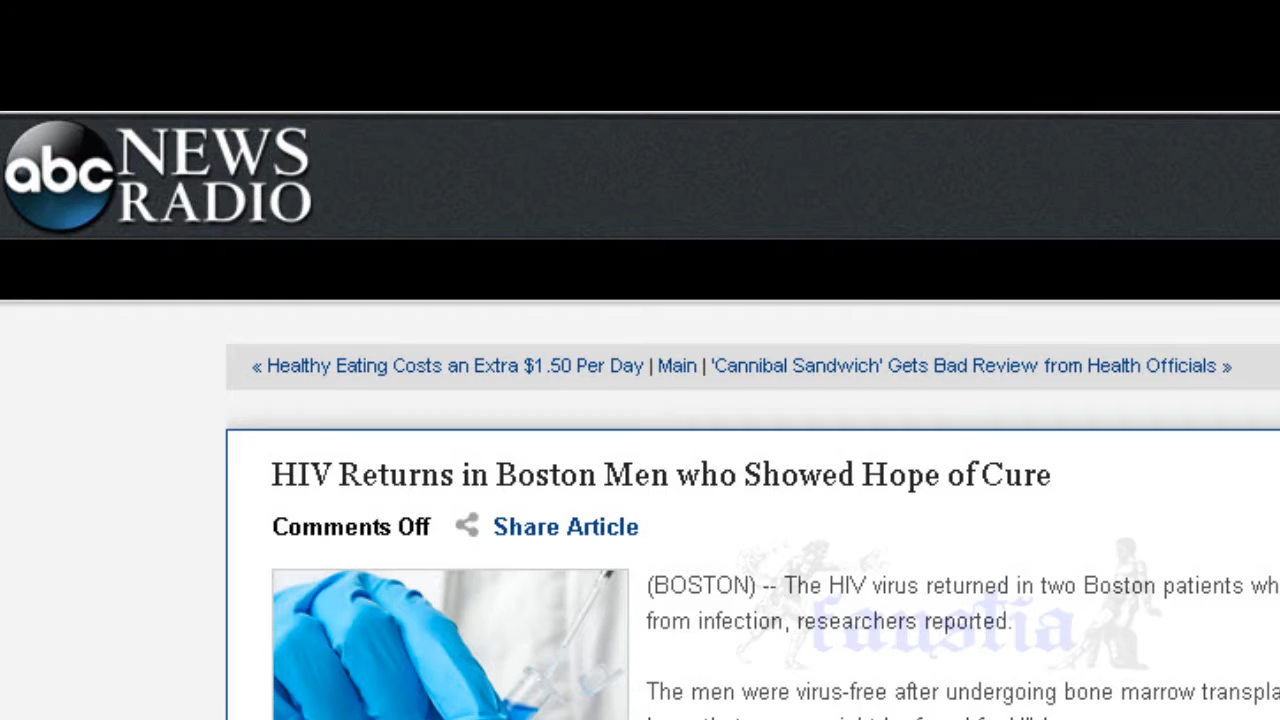 abc NEWS
RADIO
« Healthy Eating Costs an Extra $1.50 Per Day | Main | 'Cannibal Sandwich' Gets Bad Review from Health Officials »
HIV Returns in Boston Men who Showed Hope of Cure
Comments Off Share Article
(BOSTON) -- The HIV virus returned in two Boston patients
from infection, researchers reported.
faustia
The men were virus-free after undergoing bone marrow